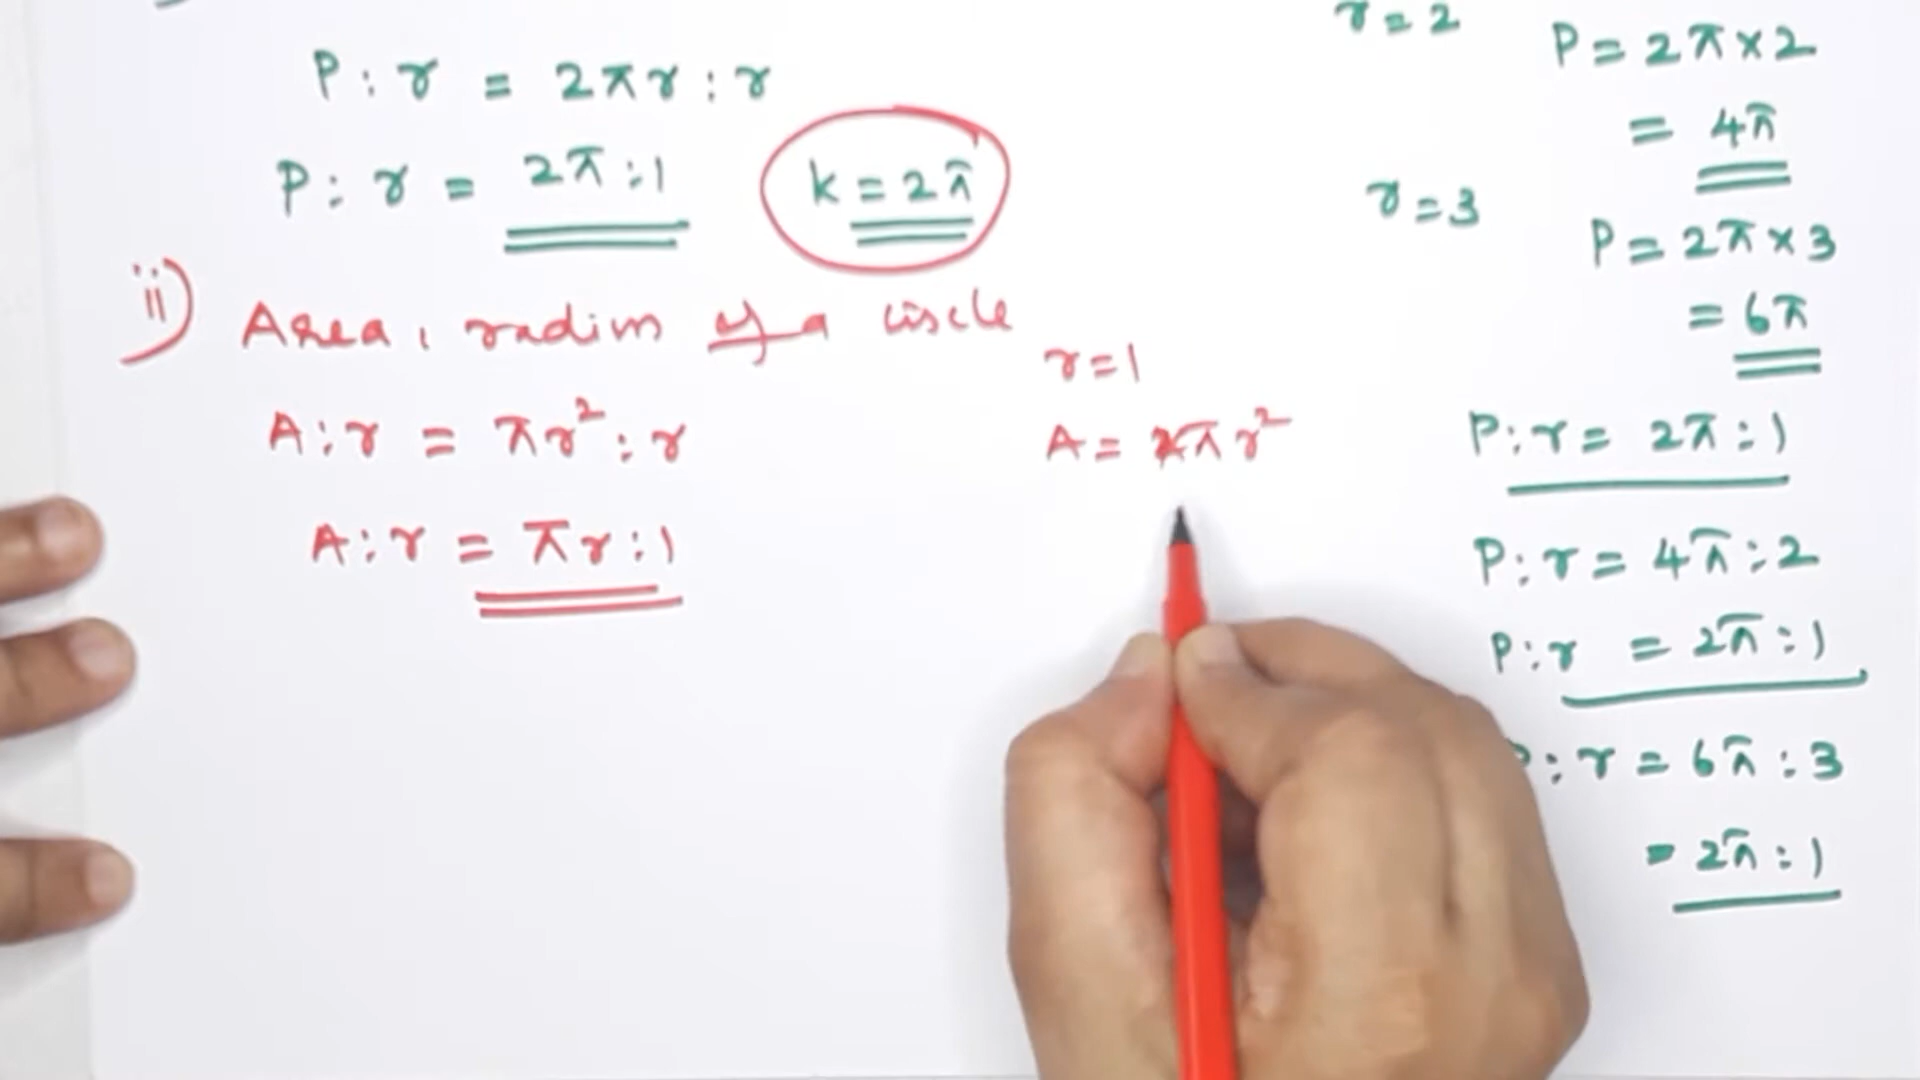 P : r = 2πr : r
P : r = 2π : 1
k = 2π
ii) Area, radius of a circle
A : r = πr² : r
A : r = πr : 1
r = 1
A = πr²
r = 2
P = 2π × 2
= 4π
r = 3
P = 2π × 3
= 6π
P : r = 2π : 1
P : r = 4π : 2
P : r = 2π : 1
: r = 6π : 3
= 2π : 1